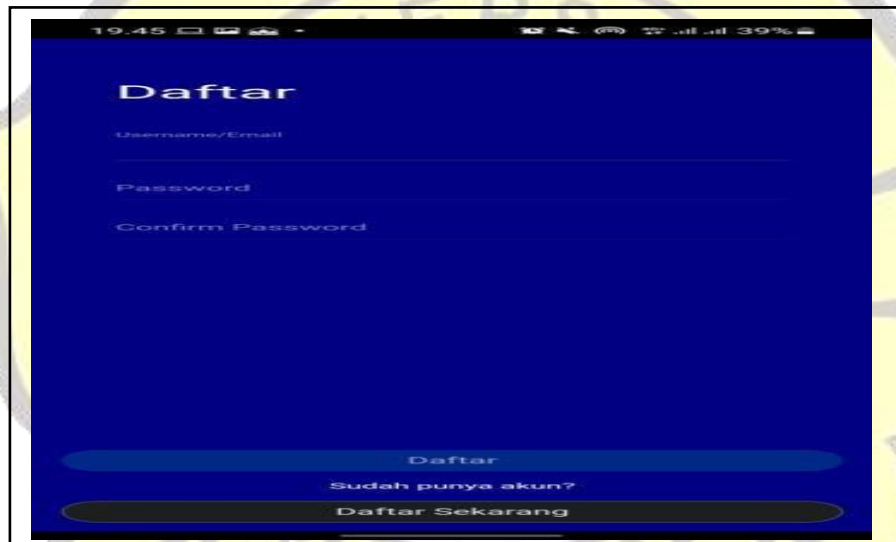 19.45 39%
Daftar
Username/Email
Password
Confirm Password
Daftar
Sudah punya akun?
Daftar Sekarang